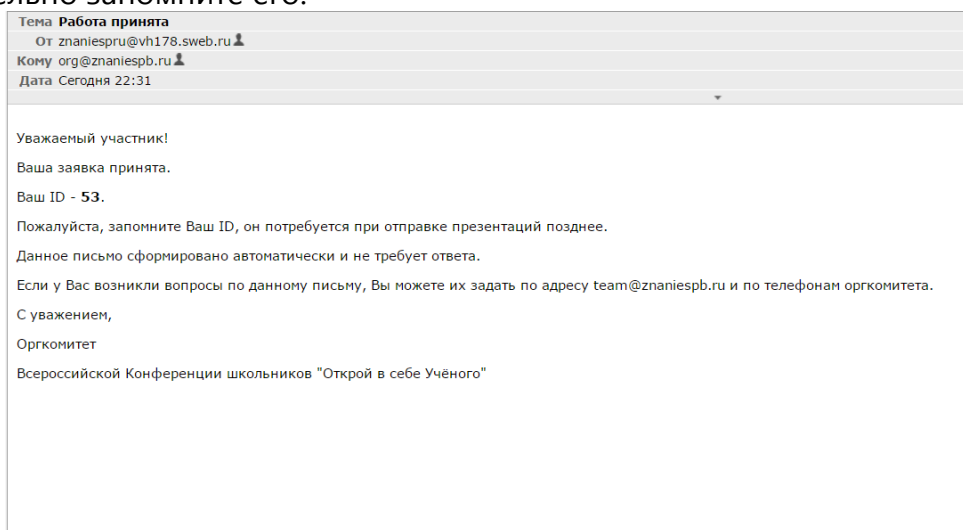 запомните его.
Тема Работа принята
От znaniespru@vh178.sweb.ru
Кому org@znaniespb.ru
Дата Сегодня 22:31
Уважаемый участник!
Ваша заявка принята.
Ваш ID - 53.
Пожалуйста, запомните Ваш ID, он потребуется при отправке презентаций позднее.
Данное письмо сформировано автоматически и не требует ответа.
Если у Вас возникли вопросы по данному письму, Вы можете их задать по адресу team@znaniespb.ru и по телефонам оргкомитета.
С уважением,
Оргкомитет
Всероссийской Конференции школьников "Открой в себе Учёного"